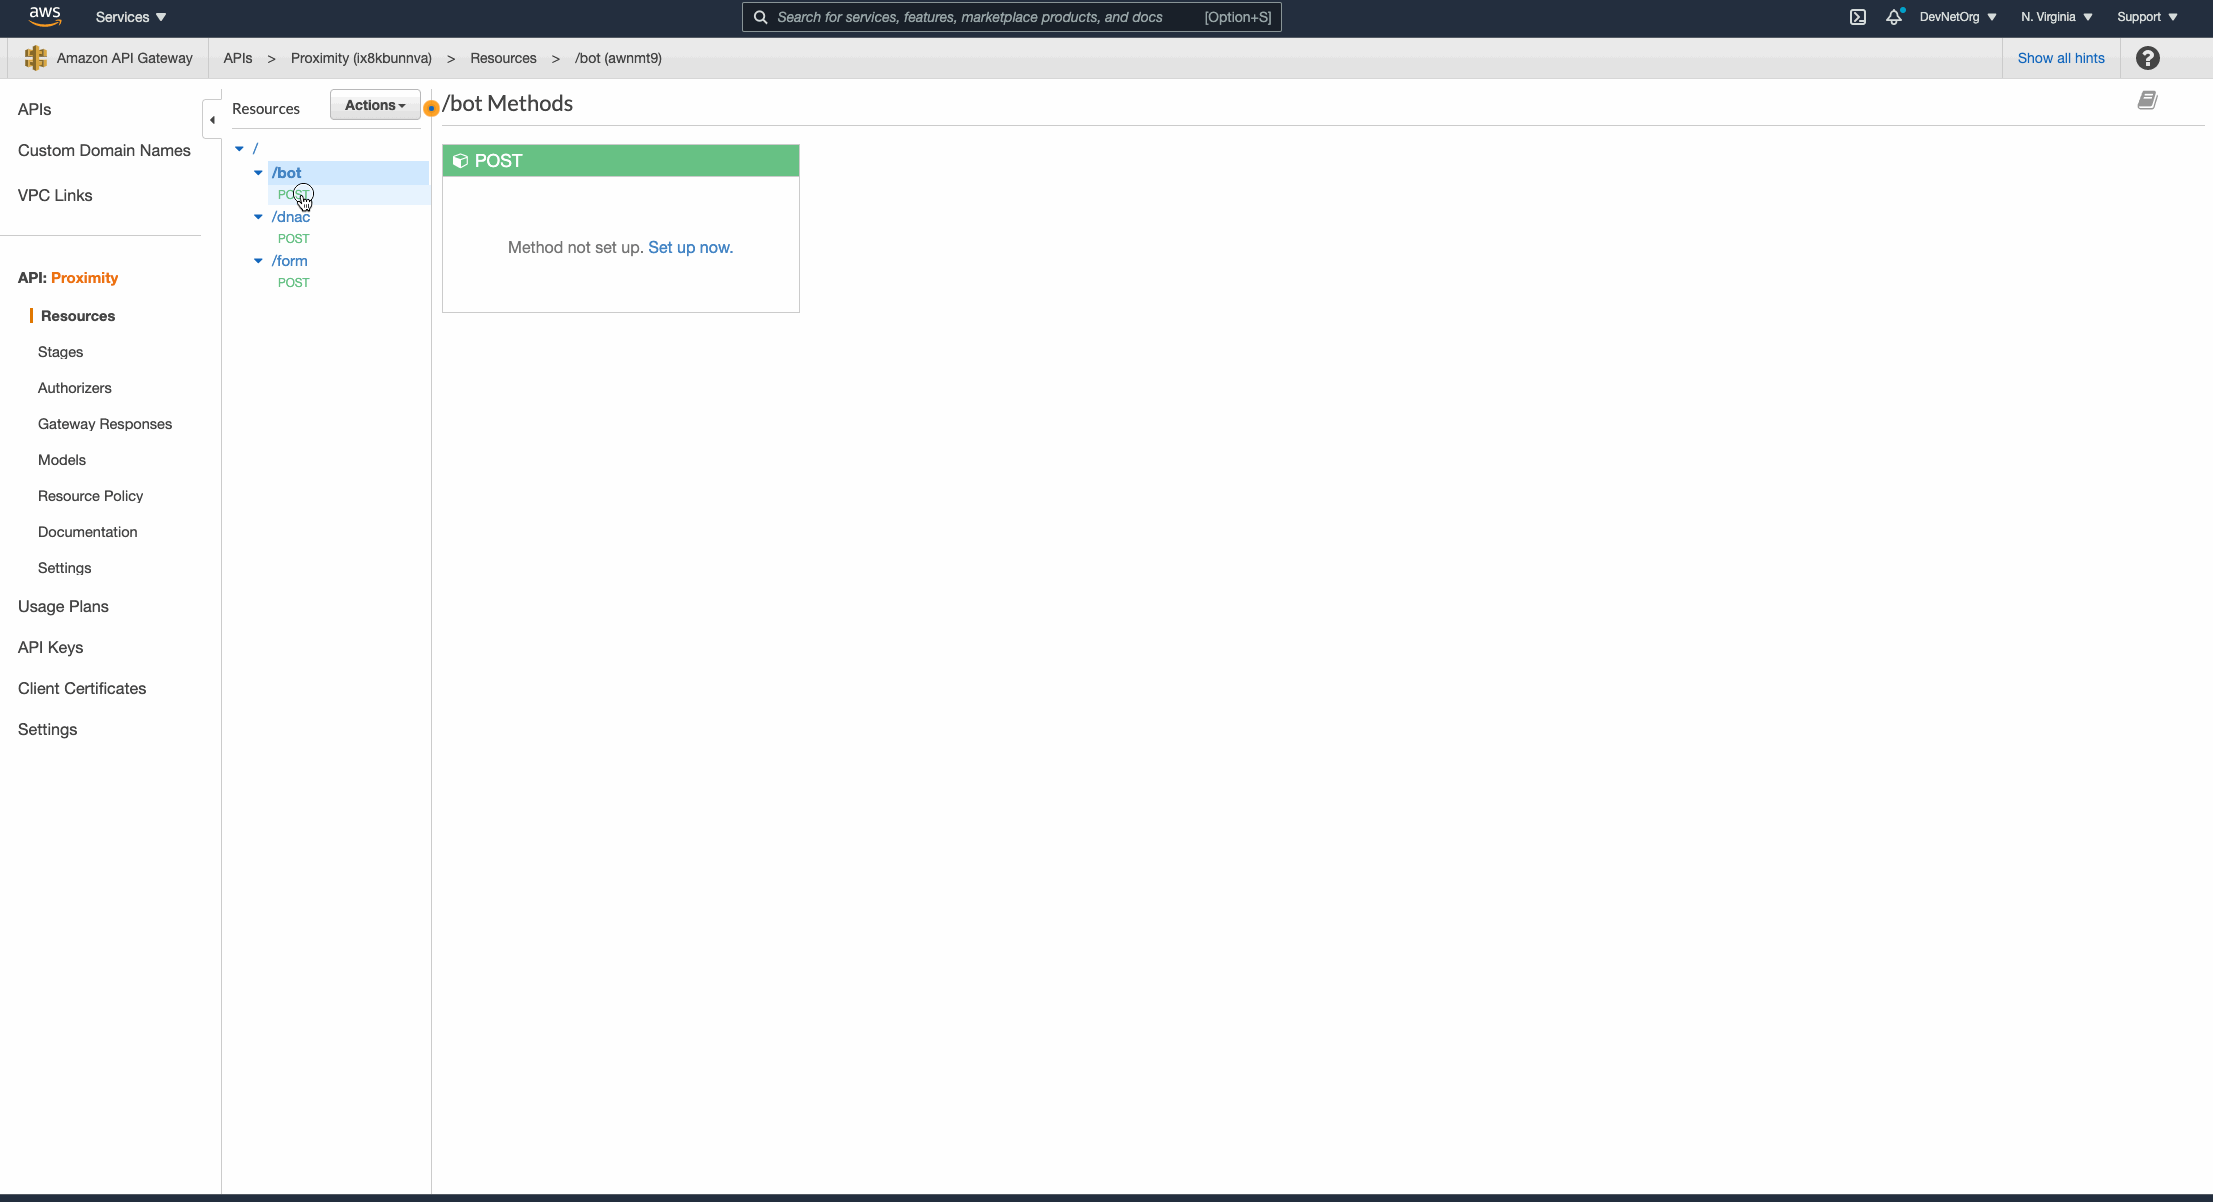 aws Services Search for services, features, marketplace products, and docs [Option+S] DevNetOrg N. Virginia Support
Amazon API Gateway APIs > Proximity (ix8kbunnva) > Resources > /bot (awnmt9) Show all hints ?
APIs
Custom Domain Names
VPC Links
API: Proximity
Resources
Stages
Authorizers
Gateway Responses
Models
Resource Policy
Documentation
Settings
Usage Plans
API Keys
Client Certificates
Settings
Resources Actions
/
/bot
POST
/dnac
POST
/form
POST
/bot Methods
POST
Method not set up. Set up now.